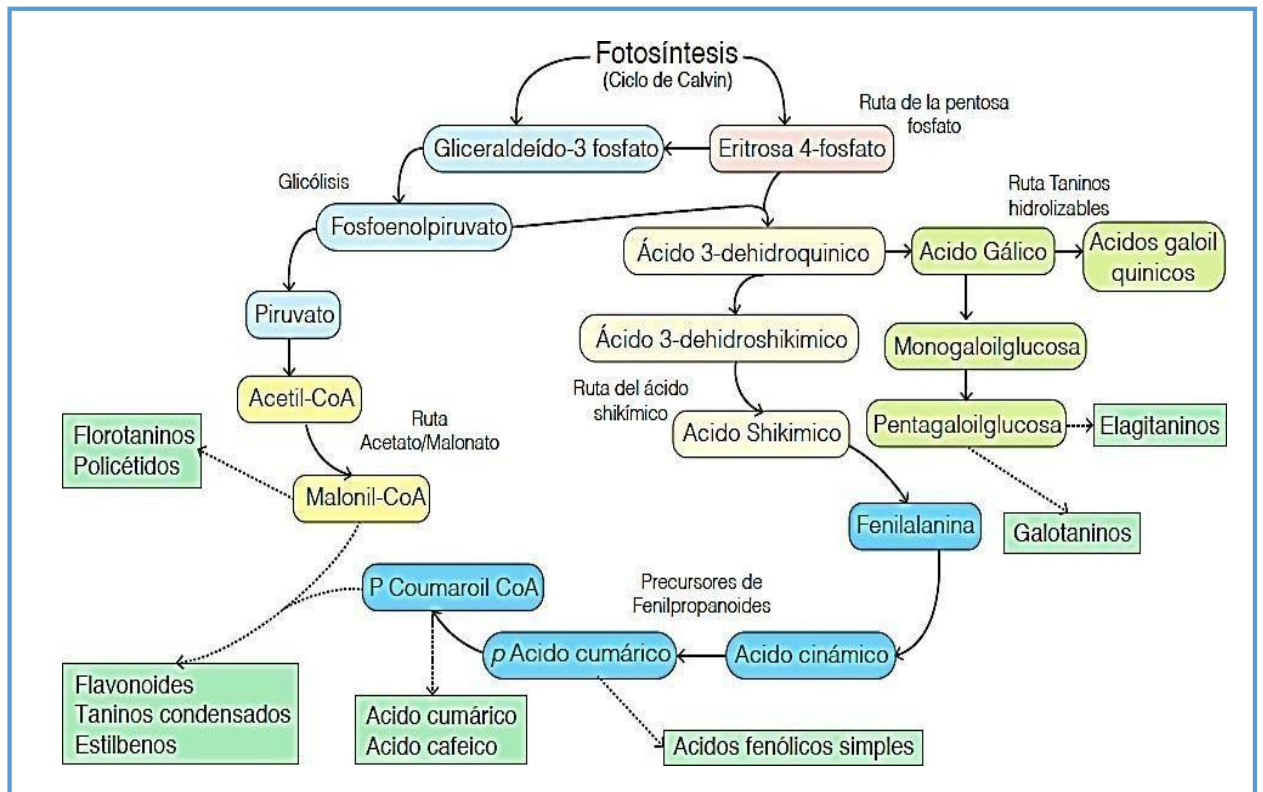 Fotosíntesis
(Ciclo de Calvin)
Ruta de la pentosa
fosfato
Gliceraldeído-3 fosfato
Eritrosa 4-fosfato
Glicólisis
Ruta Taninos
hidrolizables
Fosfoenolpiruvato
Ácido 3-dehidroquinico
Acido Gálico
Acidos galoil
quinicos
Piruvato
Ácido 3-dehidroshikimico
Monogaloilglucosa
Acetil-CoA
Ruta
Acetato/Malonato
Ruta del ácido
shikímico
Acido Shikimico
Pentagaloilglucosa
Elagitaninos
Florotaninos
Policétidos
Malonil-CoA
Fenilalanina
Galotaninos
P Coumaroil CoA
Precursores de
Fenilpropanoides
p Acido cumárico
Acido cinámico
Flavonoides
Taninos condensados
Estilbenos
Acido cumárico
Acido cafeico
Acidos fenólicos simples